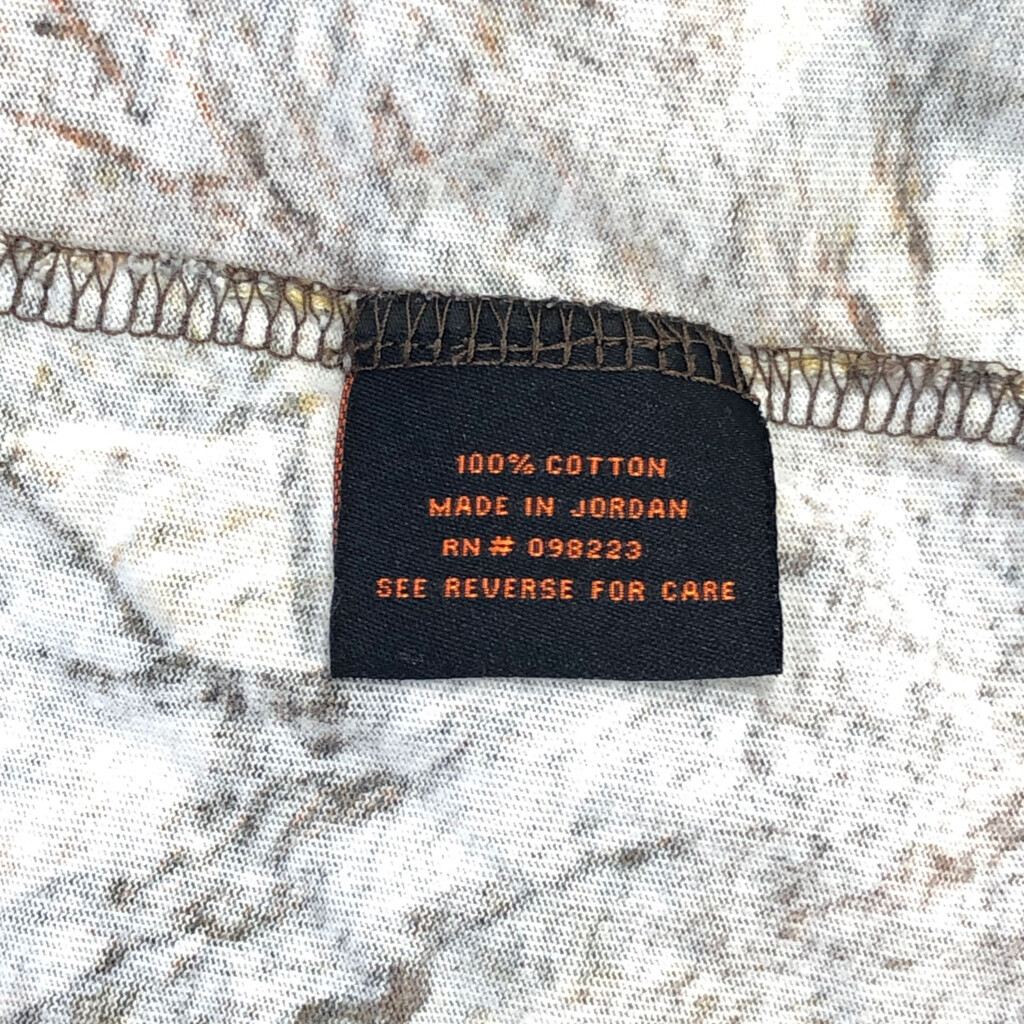 100% COTTON
MADE IN JORDAN
RN # 098223
SEE REVERSE FOR CARE